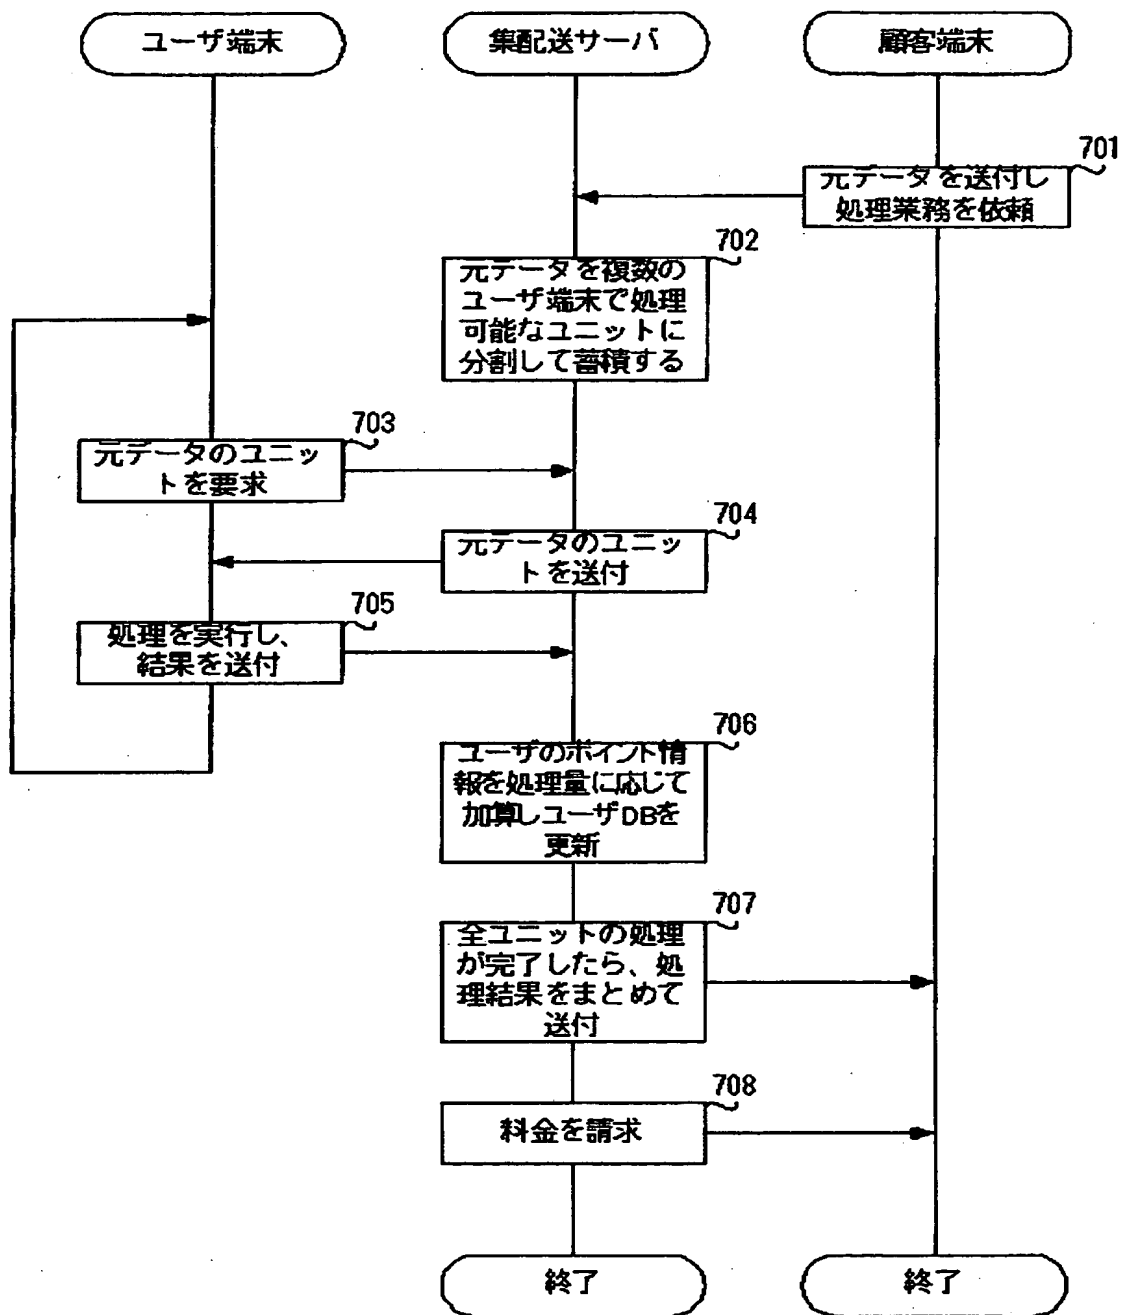 ユーザ端末
集配送サーバ
顧客端末
701
元データを送付し
処理業務を依頼
702
元データを複数の
ユーザ端末で処理
可能なユニットに
分割して蓄積する
703
元データのユニッ
トを要求
704
元データのユニッ
トを送付
705
処理を実行し、
結果を送付
706
ユーザのポイント情
報を処理量に応じて
加算しユーザDBを
更新
707
全ユニットの処理
が完了したら、処
理結果をまとめて
送付
708
料金を請求
終了
終了